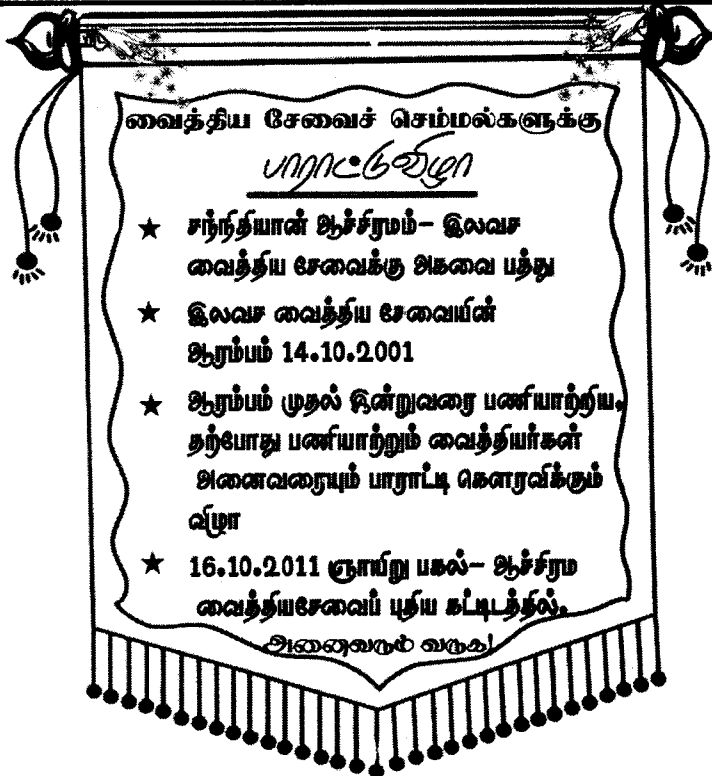 வைத்திய சேவைச் செம்மல்களுக்கு
பாராட்டுவிழா
★ சந்நிதியான் ஆச்சிரமம்– இலவச
வைத்திய சேவைக்கு அகவை பத்து
★ இலவச வைத்திய சேவையின்
ஆரம்பம் 14.10.2001
★ ஆரம்பம் முதல் இன்றுவரை பணியாற்றிய,
தற்போது பணியாற்றும் வைத்தியர்கள்
அனைவரையும் பாராட்டி கௌரவிக்கும்
விழா
★ 16.10.2011 ஞாயிறு பகல்– ஆச்சிரம
வைத்தியசேவைப் புதிய கட்டிடத்தில்.
அனைவரும் வருக!